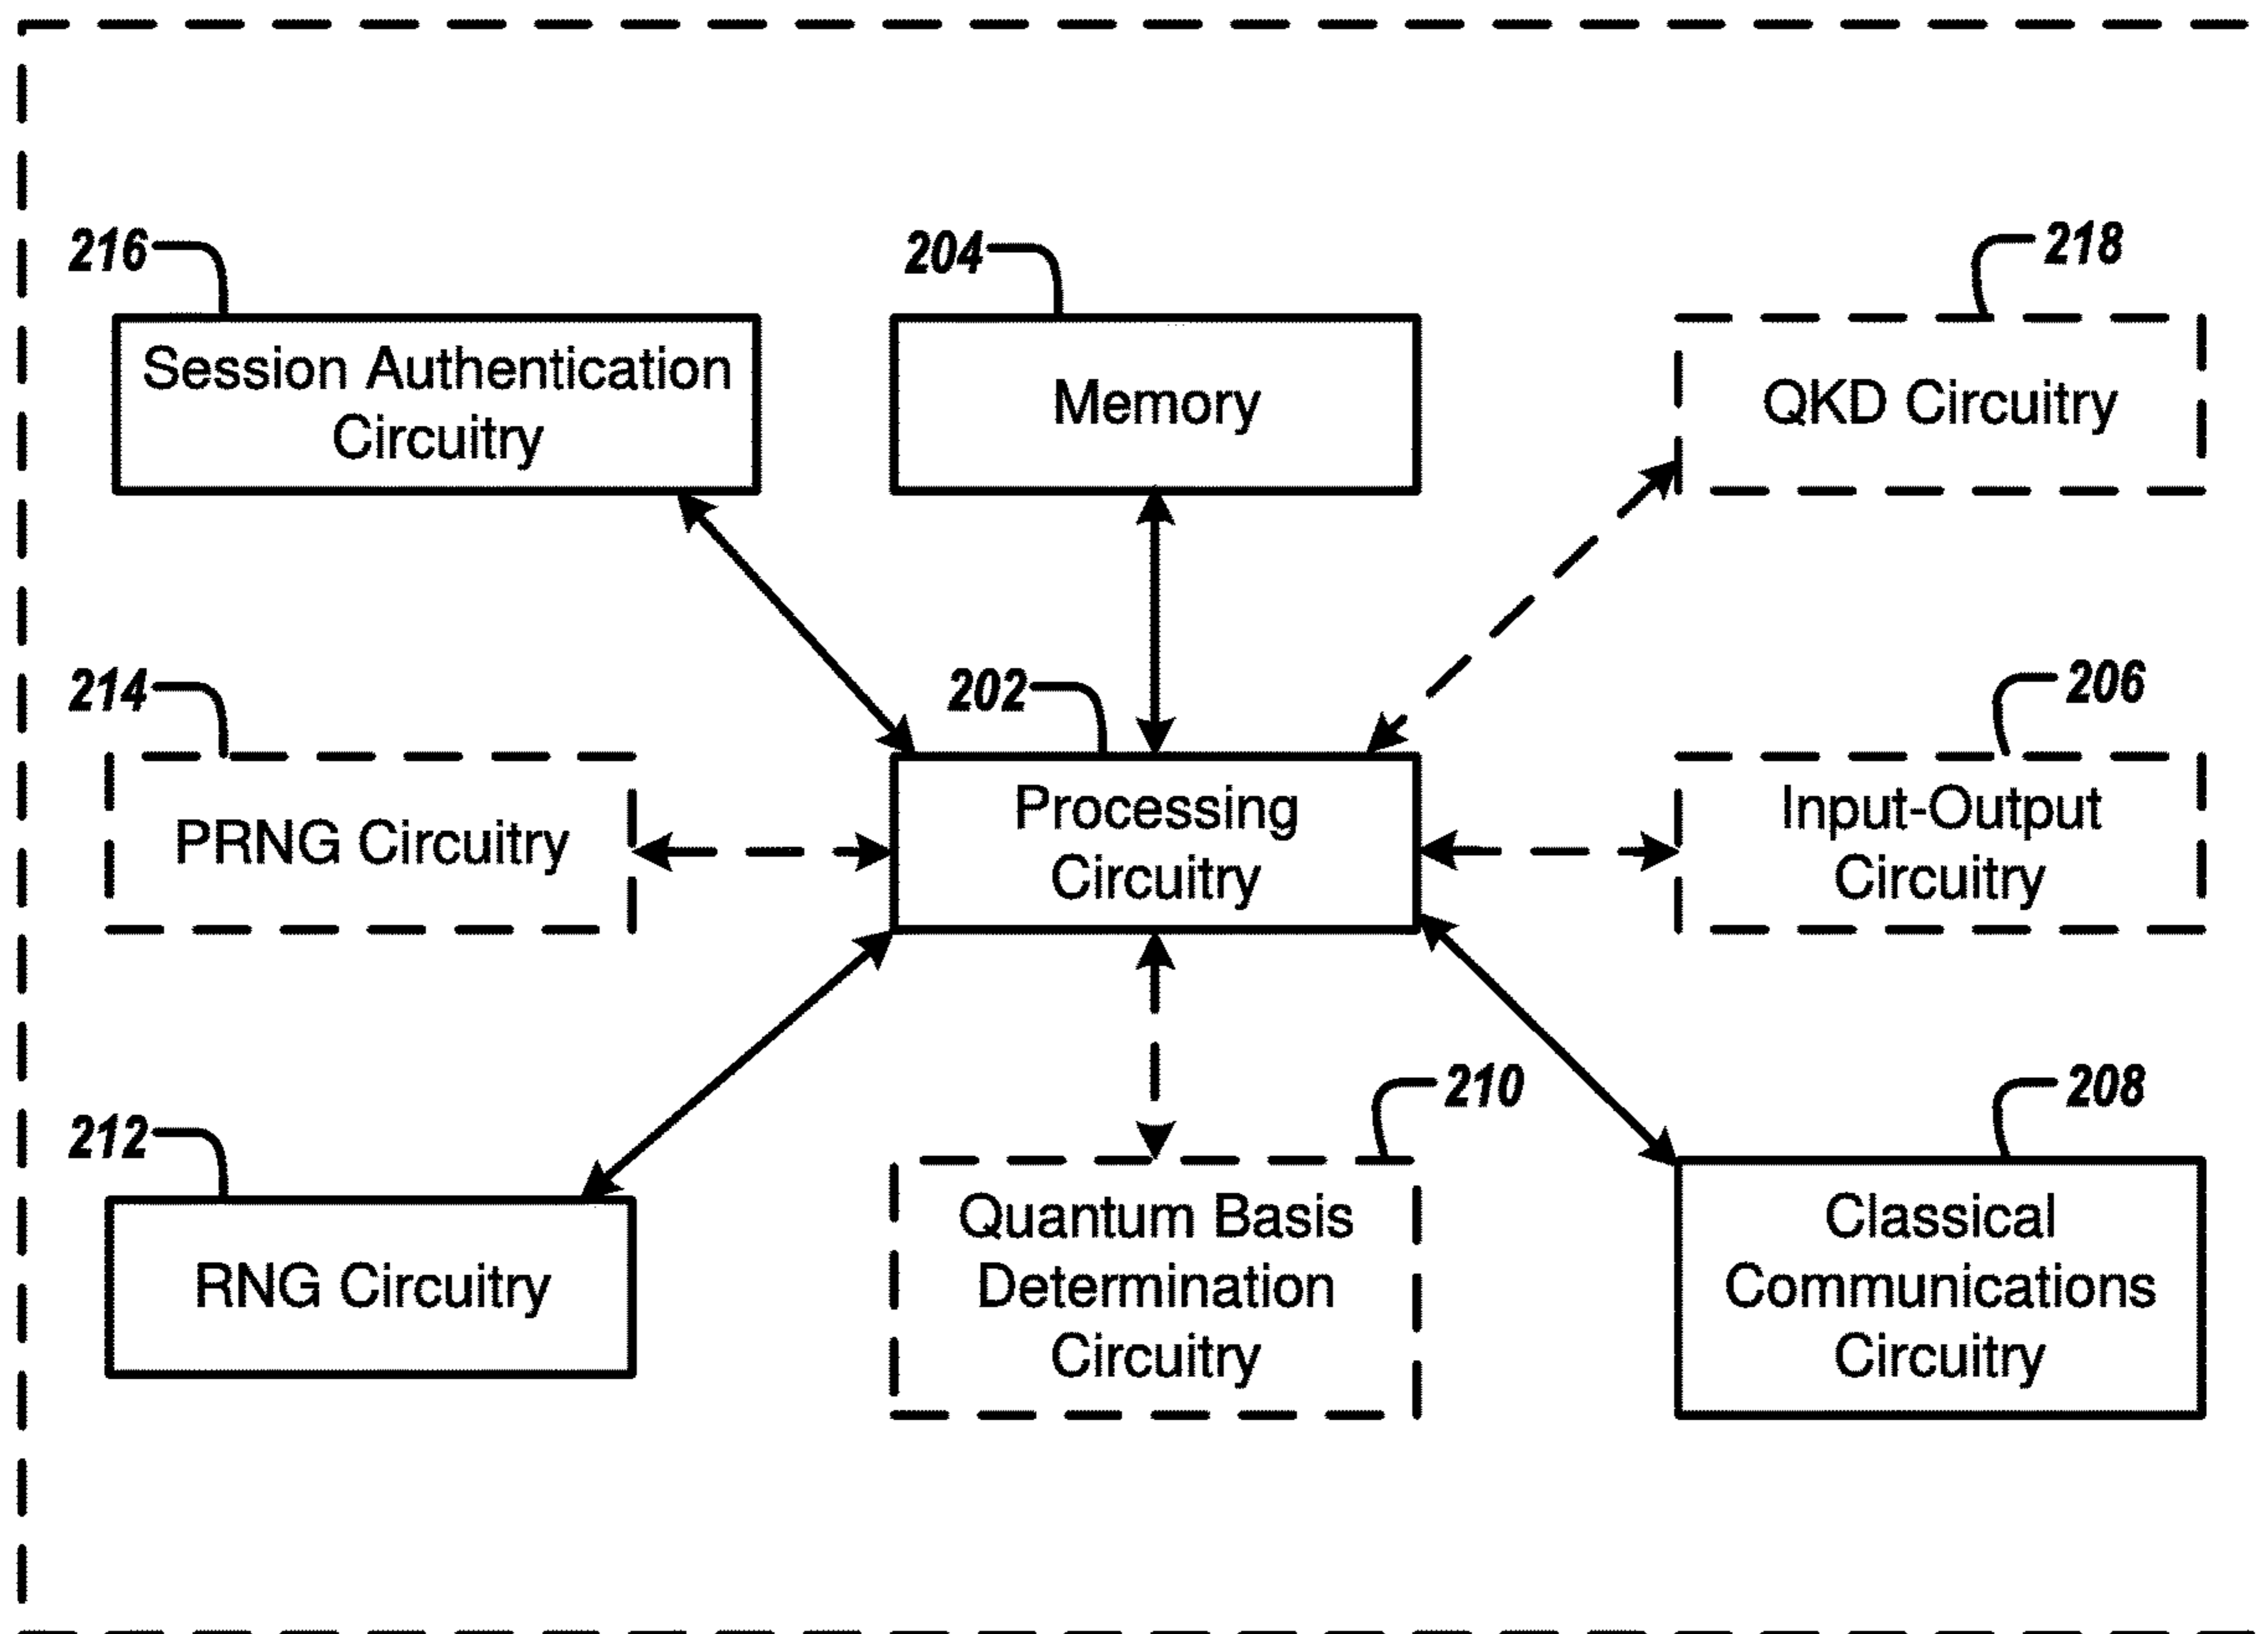 216
204
218
Session Authentication
Circuitry
Memory
QKD Circuitry
214
202
206
PRNG Circuitry
Processing
Circuitry
Input-Output
Circuitry
212
210
208
RNG Circuitry
Quantum Basis
Determination
Circuitry
Classical
Communications
Circuitry